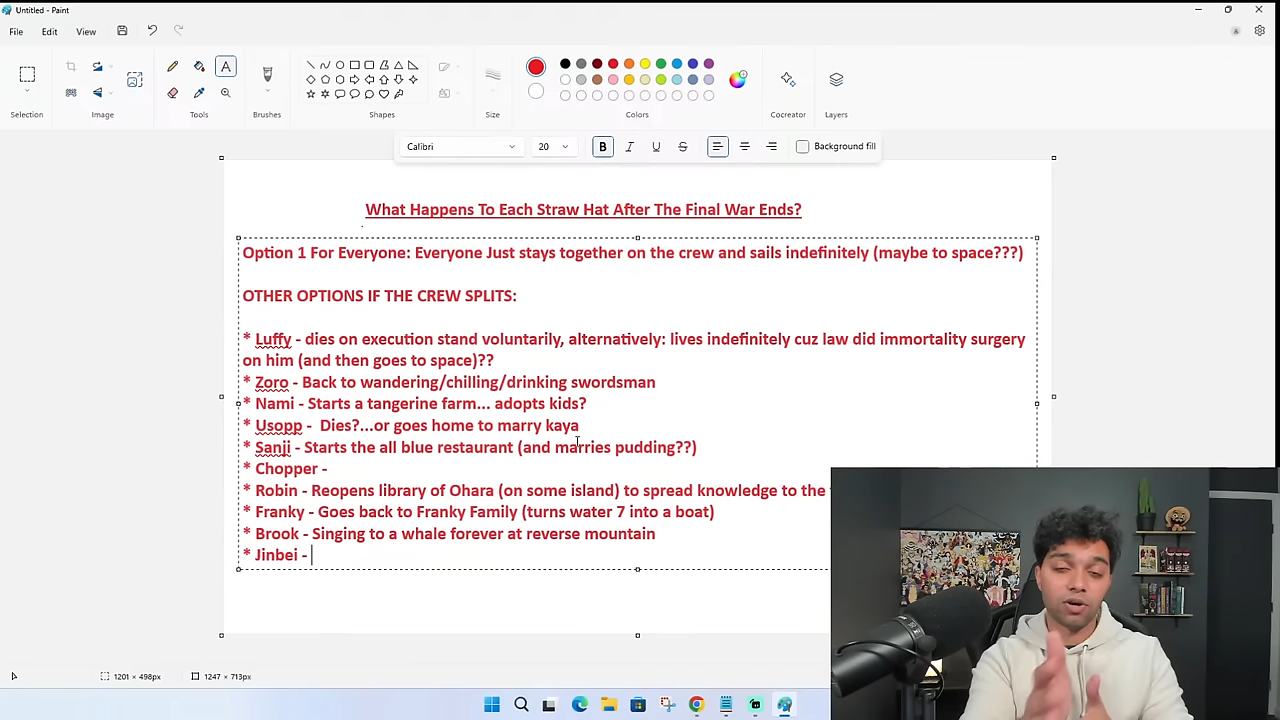 Untitled - Paint
File Edit View
Selection Image Tools Brushes Shapes Size Colors Cocreator Layers
Calibri 20 B I U S Background fill
What Happens To Each Straw Hat After The Final War Ends?
Option 1 For Everyone: Everyone Just stays together on the crew and sails indefinitely (maybe to space???)
OTHER OPTIONS IF THE CREW SPLITS:
* Luffy - dies on execution stand voluntarily, alternatively: lives indefinitely cuz law did immortality surgery
on him (and then goes to space)??
* Zoro - Back to wandering/chilling/drinking swordsman
* Nami - Starts a tangerine farm... adopts kids?
* Usopp -  Dies?...or goes home to marry kaya
* Sanji - Starts the all blue restaurant (and marries pudding??)
* Chopper -
* Robin - Reopens library of Ohara (on some island) to spread knowledge to the
* Franky - Goes back to Franky Family (turns water 7 into a boat)
* Brook - Singing to a whale forever at reverse mountain
* Jinbei -
1201 × 498px 1247 × 713px